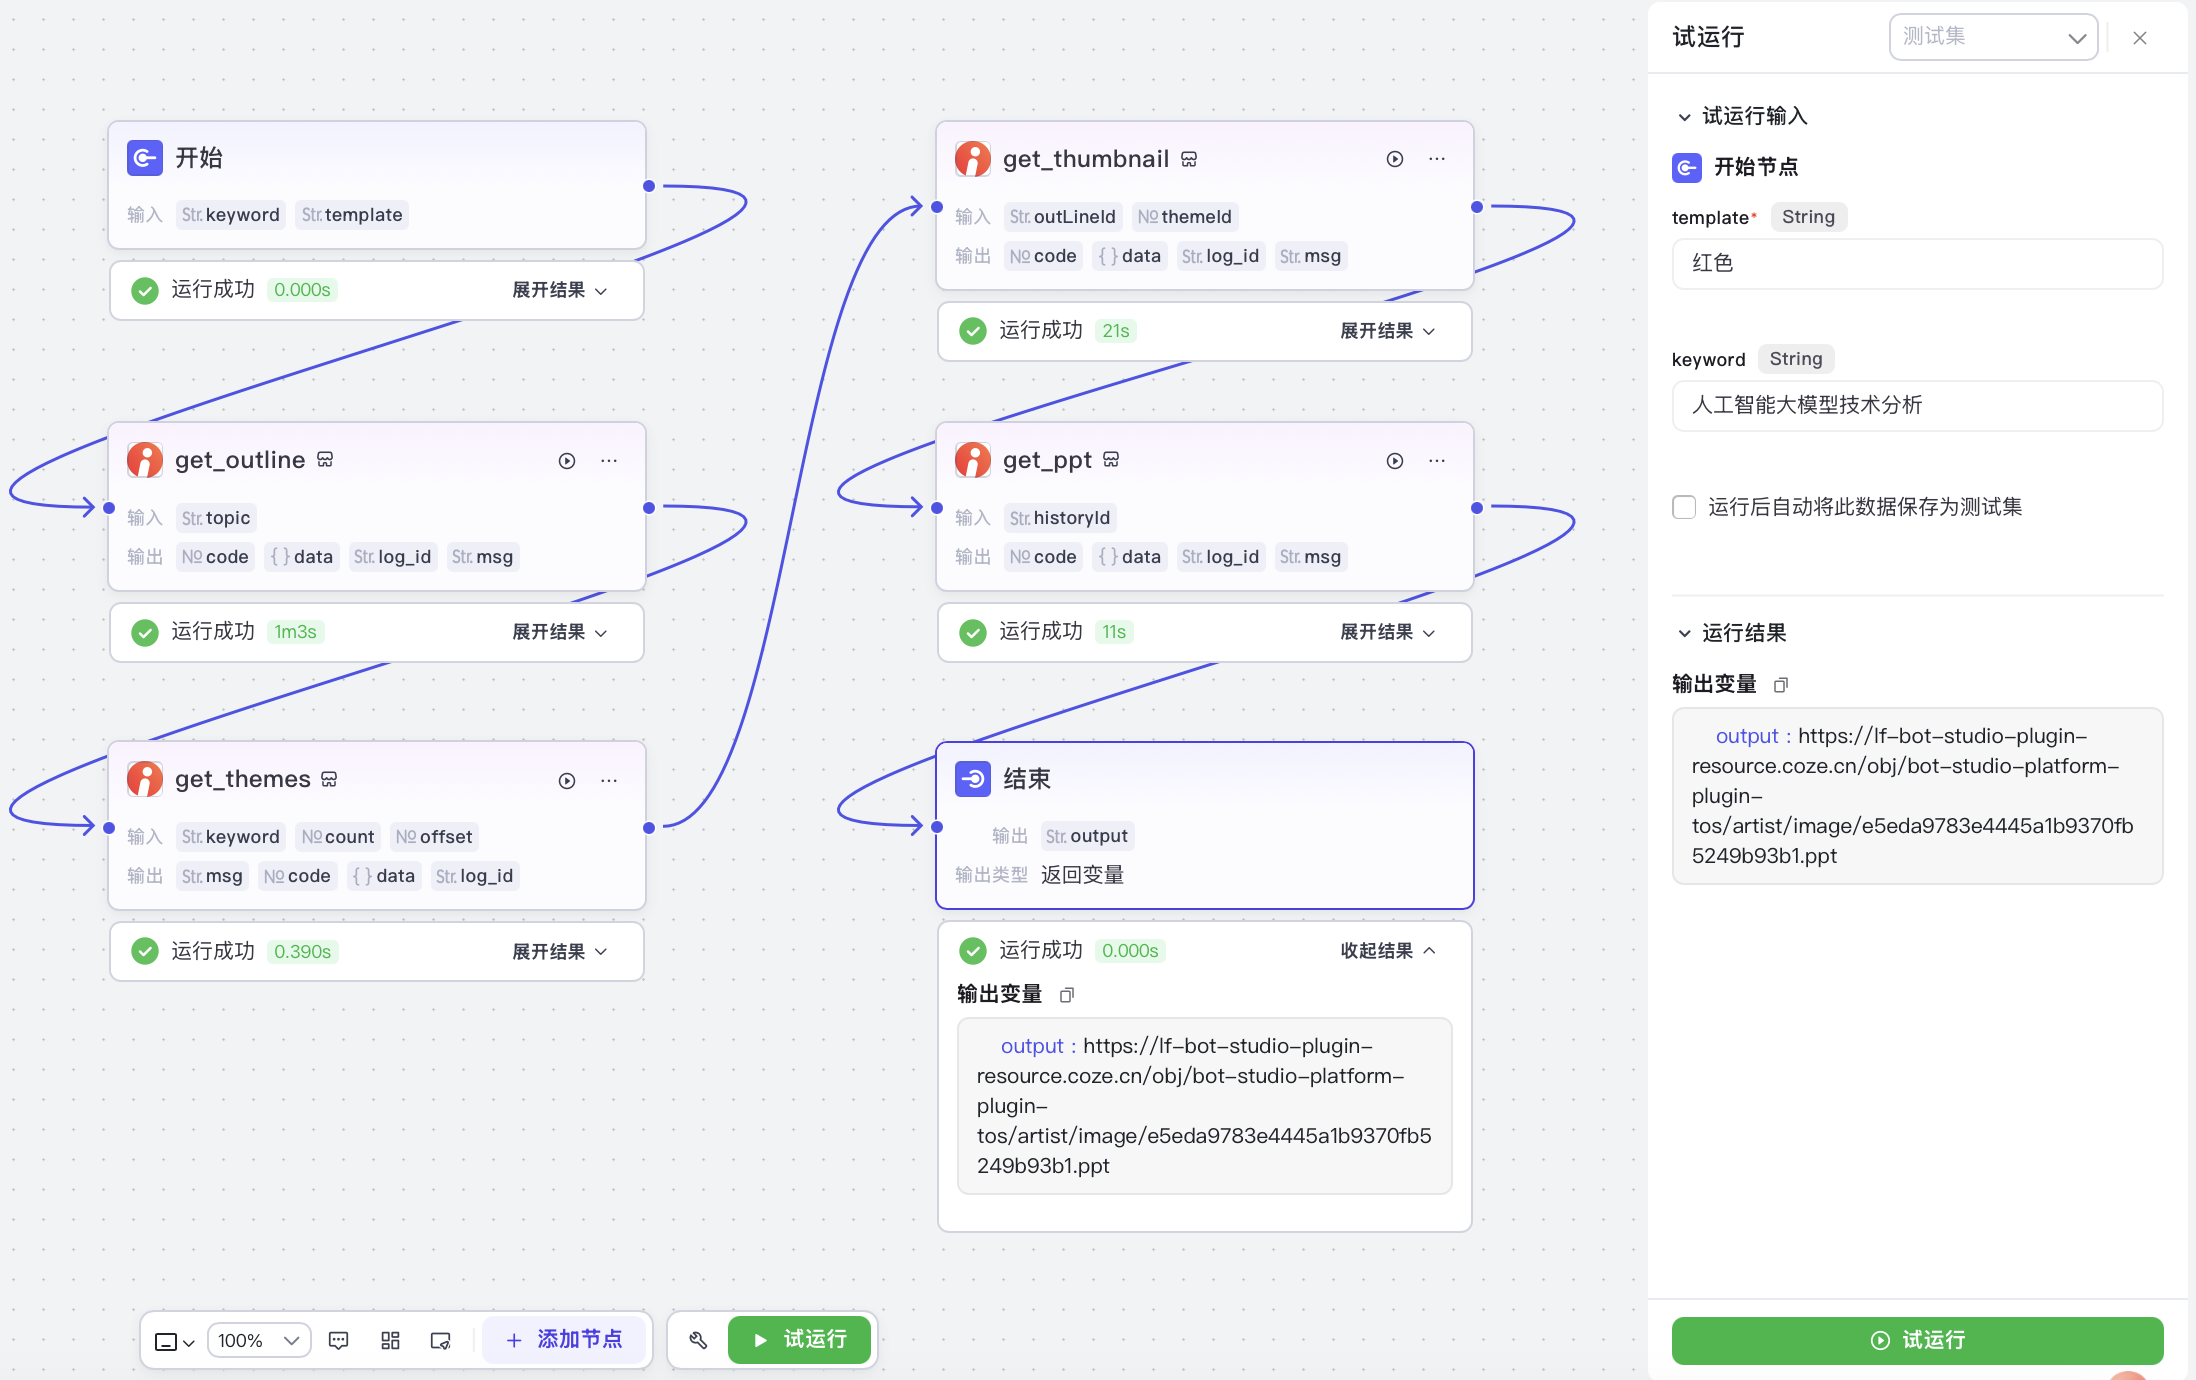 开始
输入 Str. keyword Str. template
运行成功 0.000s 展开结果
get_outline
输入 Str. topic
输出 No code { } data Str. log_id Str. msg
运行成功 1m3s 展开结果
get_themes
输入 Str. keyword No count No offset
输出 Str. msg No code { } data Str. log_id
运行成功 0.390s 展开结果
get_thumbnail
输入 Str. outLineId No themeId
输出 No code { } data Str. log_id Str. msg
运行成功 21s 展开结果
get_ppt
输入 Str. historyId
输出 No code { } data Str. log_id Str. msg
运行成功 11s 展开结果
结束
输出 Str. output
输出类型 返回变量
运行成功 0.000s 收起结果
输出变量
output : https://lf-bot-studio-plugin-
resource.coze.cn/obj/bot-studio-platform-
plugin-
tos/artist/image/e5eda9783e4445a1b9370fb5
249b93b1.ppt
100% 添加节点 试运行
试运行 测试集
试运行输入
开始节点
template* String
红色
keyword String
人工智能大模型技术分析
运行后自动将此数据保存为测试集
运行结果
输出变量
output : https://lf-bot-studio-plugin-
resource.coze.cn/obj/bot-studio-platform-
plugin-
tos/artist/image/e5eda9783e4445a1b9370fb
5249b93b1.ppt
试运行